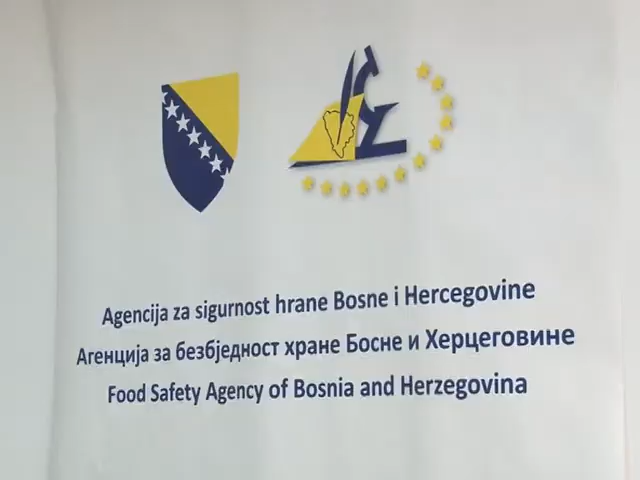 Agencija za sigurnost hrane Bosne i Hercegovine
Агенција за безбједност хране Босне и Херцеговине
Food Safety Agency of Bosnia and Herzegovina